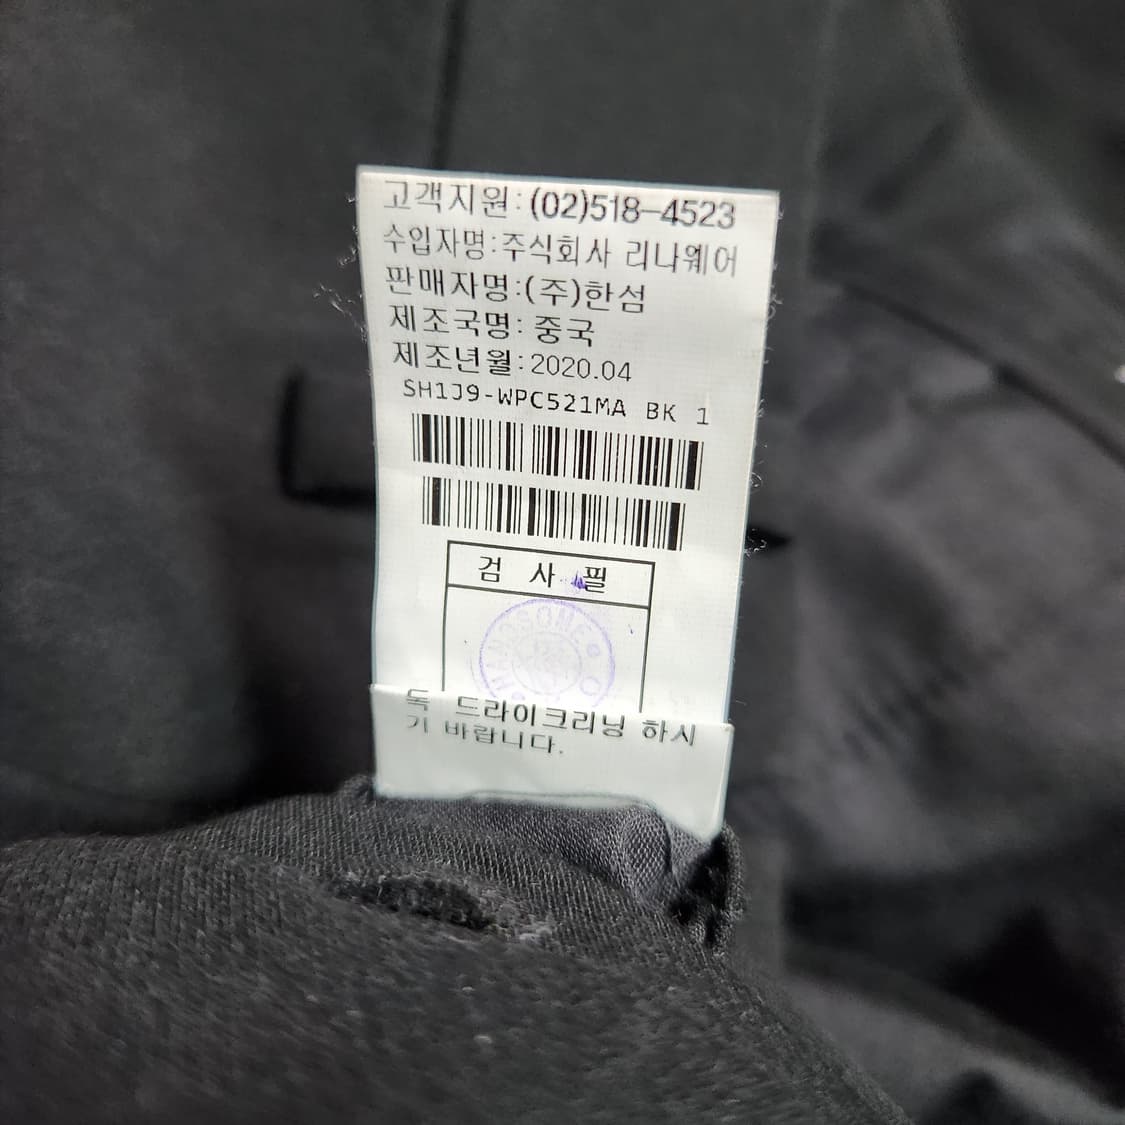 고객지원: (02)518-4523
수입자명:주식회사 리나웨어
판매자명:(주)한섬
제조국명: 중국
제조년월: 2020.04
SH1J9-WPC521MA BK 1
검 사 필
HANDSOME CO
독 드라이크리닝 하시
기 바랍니다.